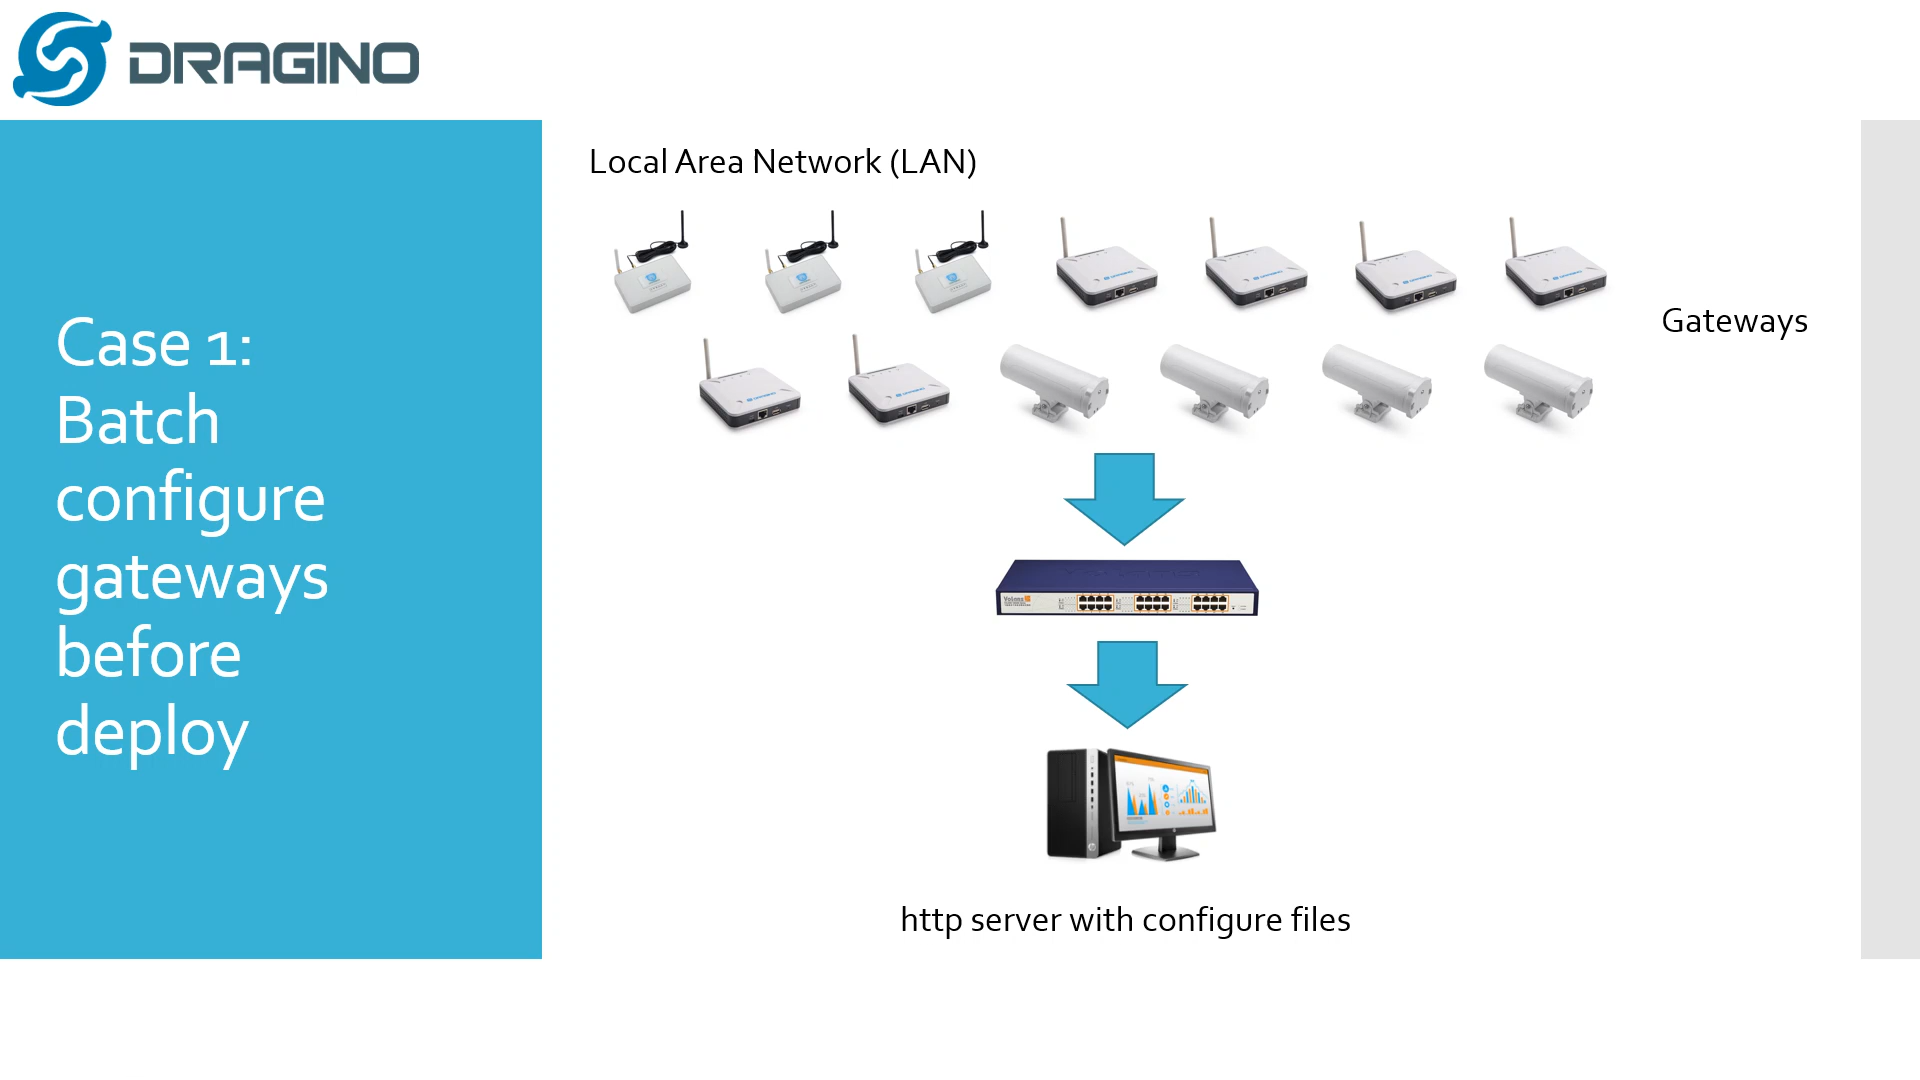 DRAGINO
Local Area Network (LAN)
Gateways
Case 1:
Batch
configure
gateways
before
deploy
http server with configure files